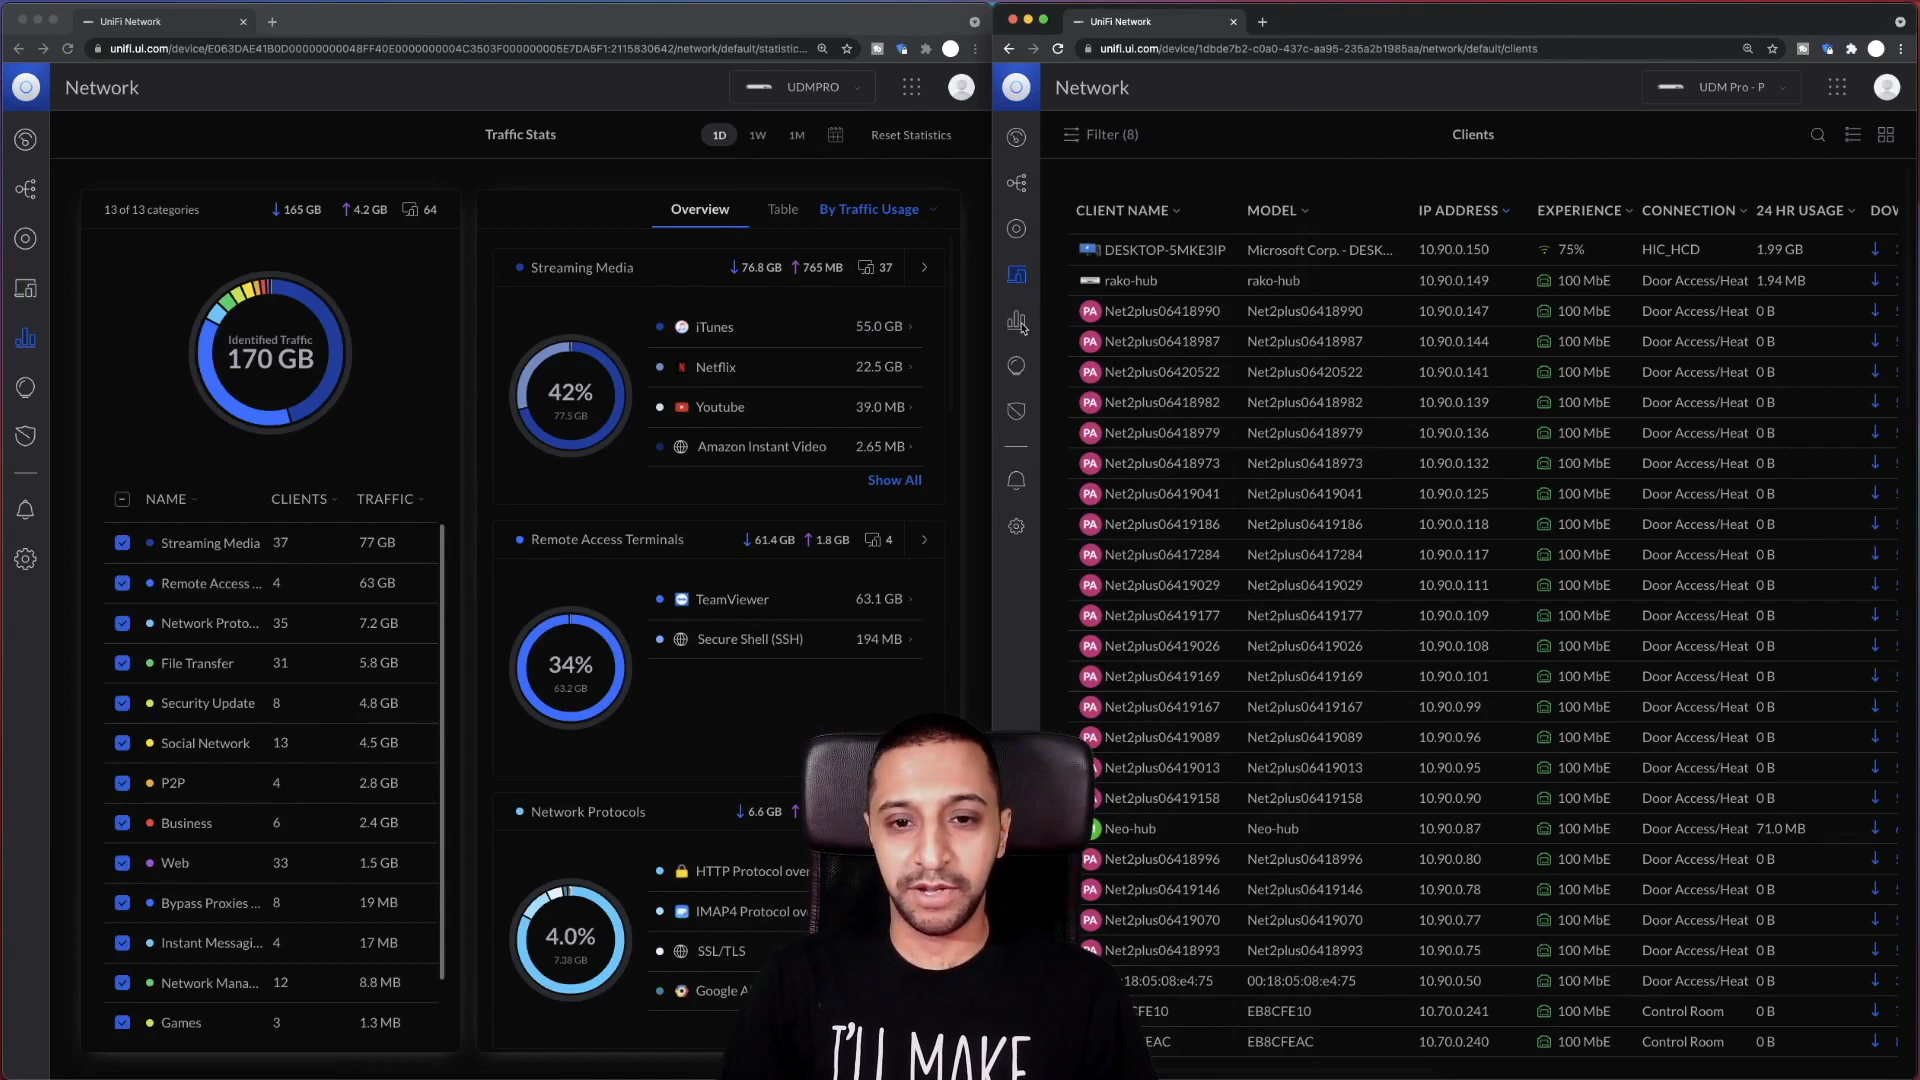 UniFi Network
unifi.ui.com/device/E063DAE41B0D00000000048FF40E0000000004C3503F000000005E7DA5F1:2115830642/network/default/statistic...
Network
UDMPRO
Traffic Stats
1D
1W
1M
Reset Statistics
13 of 13 categories
165 GB
4.2 GB
64
Identified Traffic
170 GB
NAME
CLIENTS
TRAFFIC
Streaming Media 37 77 GB
Remote Access ... 4 63 GB
Network Proto... 35 7.2 GB
File Transfer 31 5.8 GB
Security Update 8 4.8 GB
Social Network 13 4.5 GB
P2P 4 2.8 GB
Business 6 2.4 GB
Web 33 1.5 GB
Bypass Proxies ... 8 19 MB
Instant Messagi... 4 17 MB
Network Mana... 12 8.8 MB
Games 3 1.3 MB
Overview
Table
By Traffic Usage
Streaming Media
76.8 GB
765 MB
37
42%
77.5 GB
iTunes 55.0 GB
Netflix 22.5 GB
Youtube 39.0 MB
Amazon Instant Video 2.65 MB
Show All
Remote Access Terminals
61.4 GB
1.8 GB
4
34%
63.2 GB
TeamViewer 63.1 GB
Secure Shell (SSH) 194 MB
Network Protocols
6.6 GB
4.0%
7.38 GB
HTTP Protocol over
IMAP4 Protocol ov
SSL/TLS
Google A
I'LL MAKE
UniFi Network
unifi.ui.com/device/1dbde7b2-c0a0-437c-aa95-235a2b1985aa/network/default/clients
Network
UDM Pro - P
Filter (8)
Clients
CLIENT NAME MODEL IP ADDRESS EXPERIENCE CONNECTION 24 HR USAGE DOW
DESKTOP-5MKE3IP Microsoft Corp. - DESK... 10.90.0.150 75% HIC_HCD 1.99 GB
rako-hub rako-hub 10.90.0.149 100 MbE Door Access/Heat 1.94 MB
PA Net2plus06418990 Net2plus06418990 10.90.0.147 100 MbE Door Access/Heat 0 B
PA Net2plus06418987 Net2plus06418987 10.90.0.144 100 MbE Door Access/Heat 0 B
PA Net2plus06420522 Net2plus06420522 10.90.0.141 100 MbE Door Access/Heat 0 B
PA Net2plus06418982 Net2plus06418982 10.90.0.139 100 MbE Door Access/Heat 0 B
PA Net2plus06418979 Net2plus06418979 10.90.0.136 100 MbE Door Access/Heat 0 B
PA Net2plus06418973 Net2plus06418973 10.90.0.132 100 MbE Door Access/Heat 0 B
PA Net2plus06419041 Net2plus06419041 10.90.0.125 100 MbE Door Access/Heat 0 B
PA Net2plus06419186 Net2plus06419186 10.90.0.118 100 MbE Door Access/Heat 0 B
PA Net2plus06417284 Net2plus06417284 10.90.0.117 100 MbE Door Access/Heat 0 B
PA Net2plus06419029 Net2plus06419029 10.90.0.111 100 MbE Door Access/Heat 0 B
PA Net2plus06419177 Net2plus06419177 10.90.0.109 100 MbE Door Access/Heat 0 B
PA Net2plus06419026 Net2plus06419026 10.90.0.108 100 MbE Door Access/Heat 0 B
PA Net2plus06419169 Net2plus06419169 10.90.0.101 100 MbE Door Access/Heat 0 B
PA Net2plus06419167 Net2plus06419167 10.90.0.99 100 MbE Door Access/Heat 0 B
PA Net2plus06419089 Net2plus06419089 10.90.0.96 100 MbE Door Access/Heat 0 B
Net2plus06419013 Net2plus06419013 10.90.0.95 100 MbE Door Access/Heat 0 B
PA Net2plus06419158 Net2plus06419158 10.90.0.90 100 MbE Door Access/Heat 0 B
Neo-hub Neo-hub 10.90.0.87 100 MbE Door Access/Heat 71.0 MB
PA Net2plus06418996 Net2plus06418996 10.90.0.80 100 MbE Door Access/Heat 0 B
PA Net2plus06419146 Net2plus06419146 10.90.0.78 100 MbE Door Access/Heat 0 B
PA Net2plus06419070 Net2plus06419070 10.90.0.77 100 MbE Door Access/Heat 0 B
PA Net2plus06418993 Net2plus06418993 10.90.0.75 100 MbE Door Access/Heat 0 B
:18:05:08:e4:75 00:18:05:08:e4:75 10.90.0.50 100 MbE Door Access/Heat 0 B
FE10 EB8CFE10 10.70.0.241 100 MbE Control Room 0 B
EAC EB8CFEAC 10.70.0.240 100 MbE Control Room 0 B